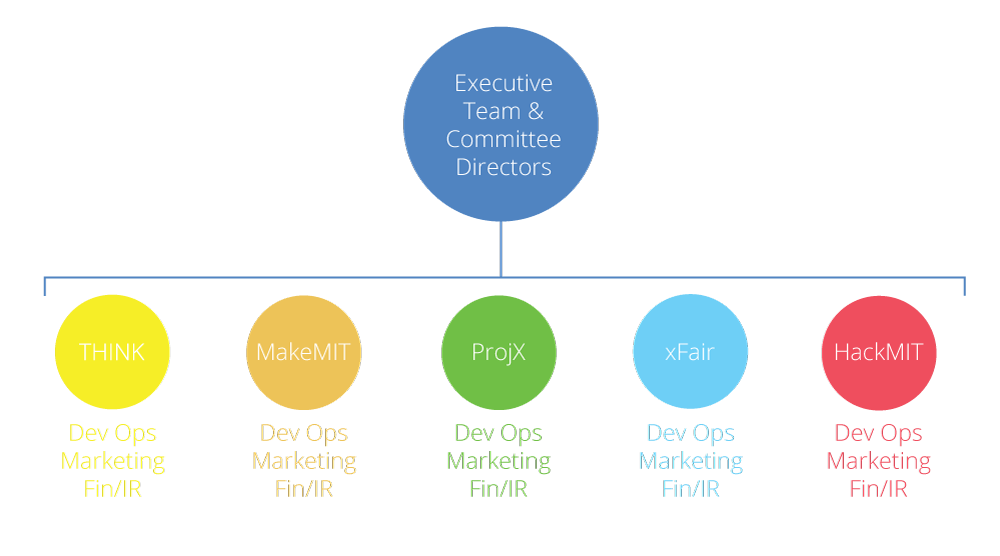 Executive
Team &
Committee
Directors
THINK
MakeMIT
ProjX
xFair
HackMIT
Dev Ops
Marketing
Fin/IR
Dev Ops
Marketing
Fin/IR
Dev Ops
Marketing
Fin/IR
Dev Ops
Marketing
Fin/IR
Dev Ops
Marketing
Fin/IR